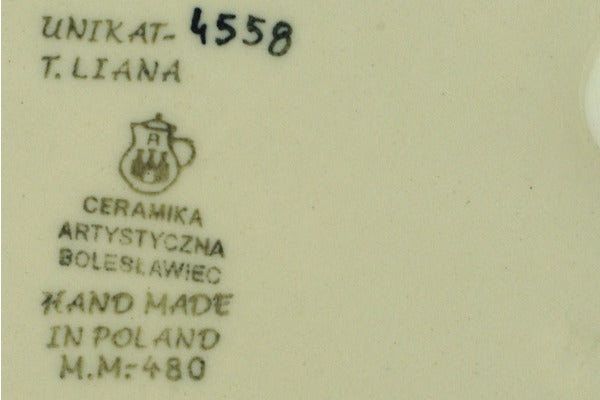 UNIKAT- 4558
T. LIANA
R
CERAMIKA
ARTYSTYCZNA
BOLESŁAWIEC
HAND MADE
IN POLAND
M.M.-480